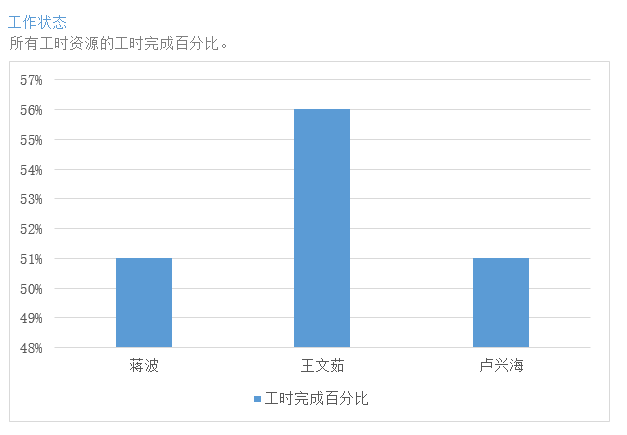 工作状态
所有工时资源的工时完成百分比。
57%
56%
55%
54%
53%
52%
51%
50%
49%
48%
蒋波 王文茹 卢兴海
工时完成百分比